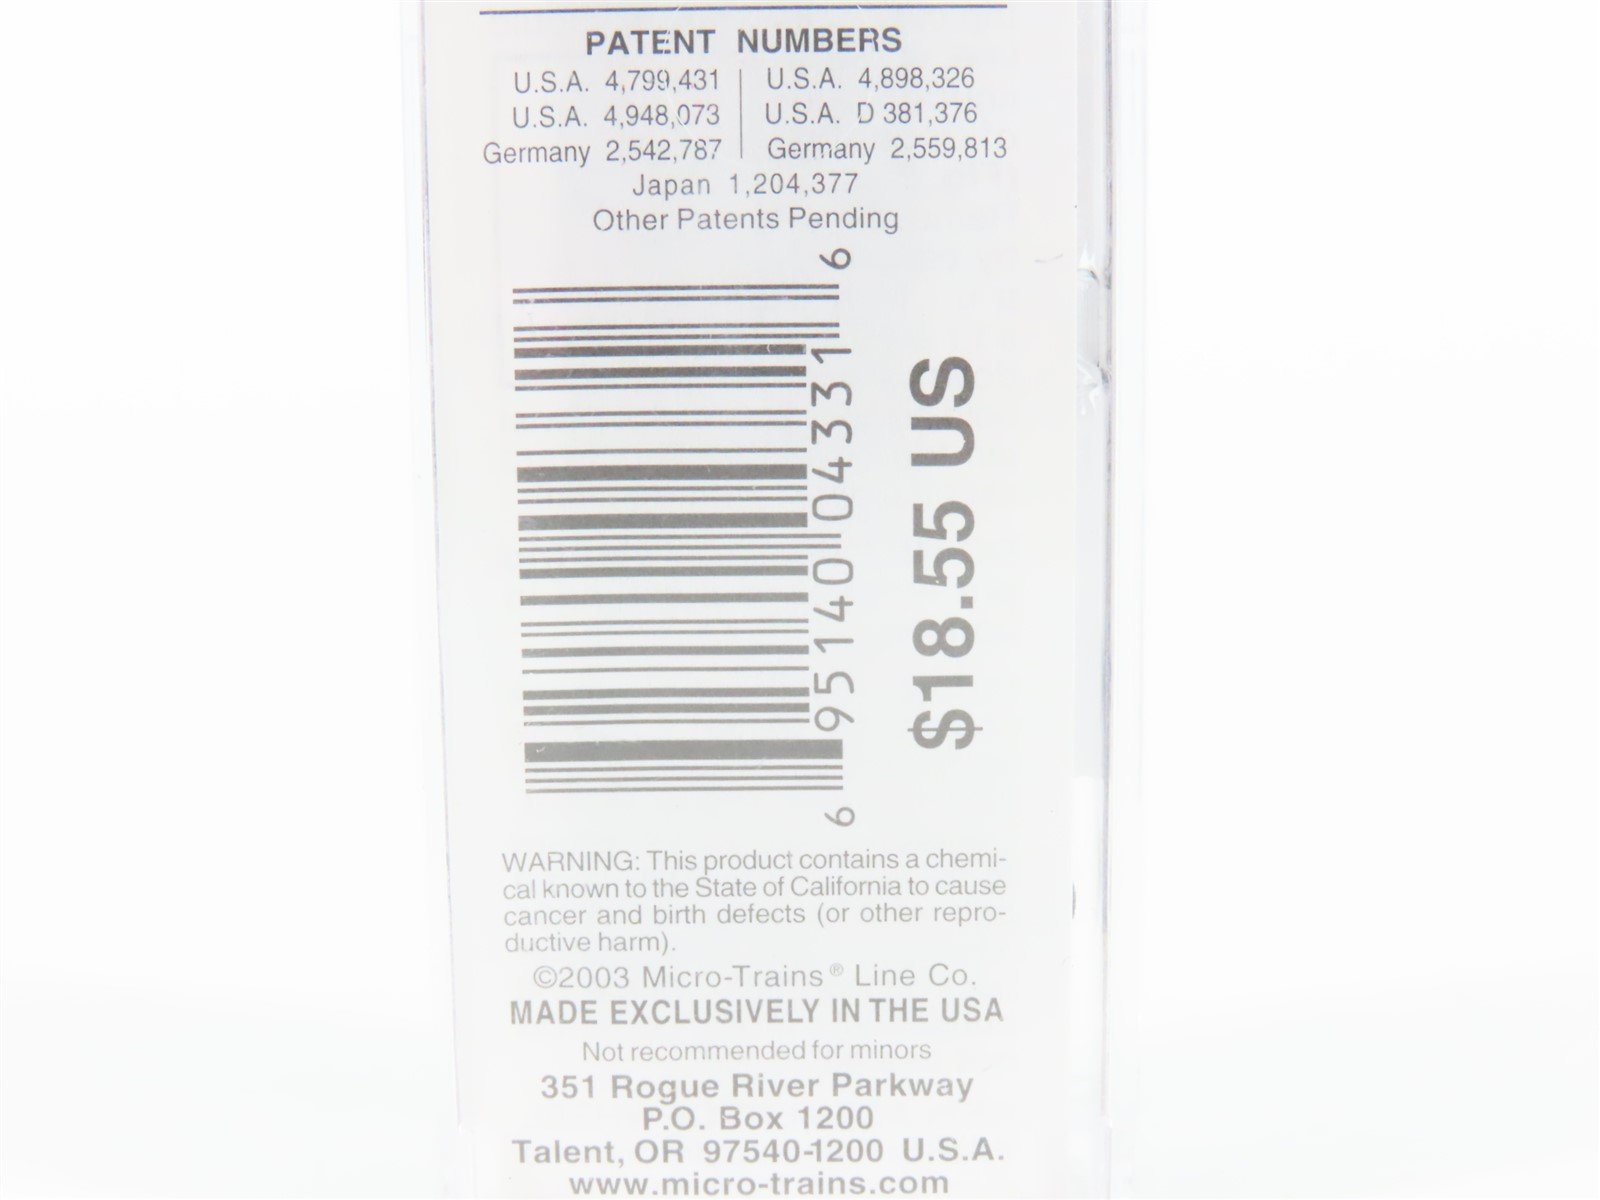 PATENT NUMBERS
U.S.A. 4,799,431 U.S.A. 4,898,326
U.S.A. 4,948,073 U.S.A. D 381,376
Germany 2,542,787 Germany 2,559,813
Japan 1,204,377
Other Patents Pending
6 95140 04331 6
$18.55 US
WARNING: This product contains a chemi-
cal known to the State of California to cause
cancer and birth defects (or other repro-
ductive harm).
©2003 Micro-Trains® Line Co.
MADE EXCLUSIVELY IN THE USA
Not recommended for minors
351 Rogue River Parkway
P.O. Box 1200
Talent, OR 97540-1200 U.S.A.
www.micro-trains.com